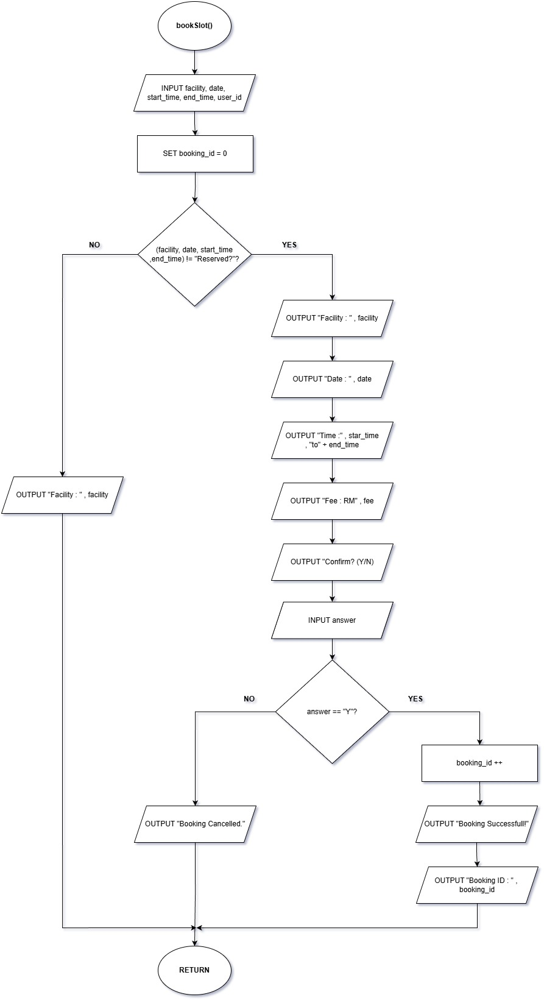 bookSlot()
INPUT facility, date,
start_time, end_time, user_id
SET booking_id = 0
(facility, date, start_time
,end_time) != "Reserved?"?
NO
YES
OUTPUT "Facility : " , facility
OUTPUT "Date : " , date
OUTPUT "Time :" , star_time
, "to" + end_time
OUTPUT "Facility : " , facility
OUTPUT "Fee : RM" , fee
OUTPUT "Confirm? (Y/N)
INPUT answer
answer == "Y"?
NO
YES
booking_id ++
OUTPUT "Booking Cancelled."
OUTPUT "Booking Successfull!"
OUTPUT "Booking ID : " ,
booking_id
RETURN